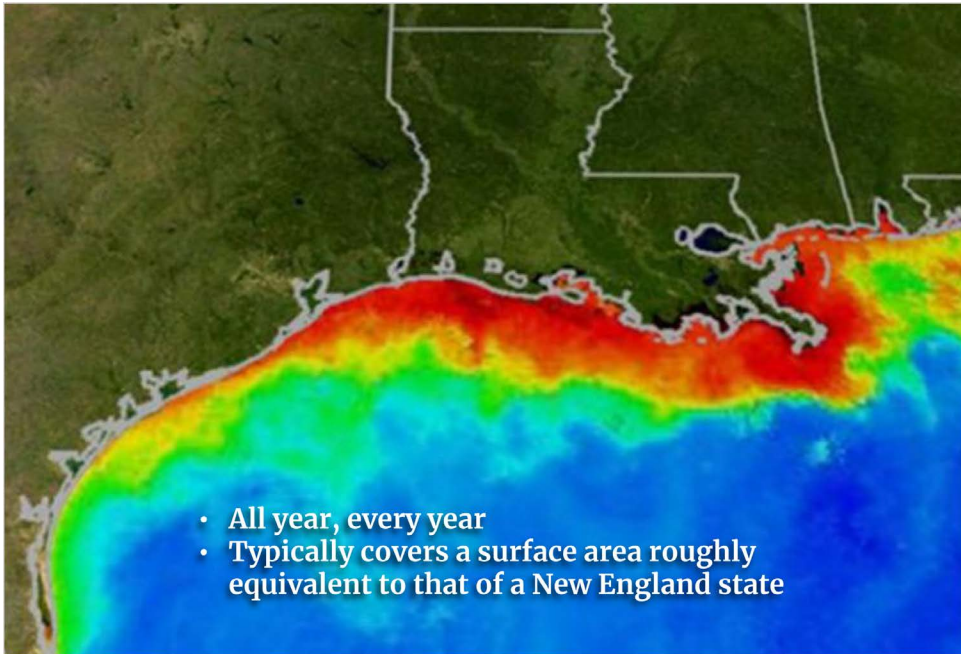 • All year, every year
• Typically covers a surface area roughly
equivalent to that of a New England state